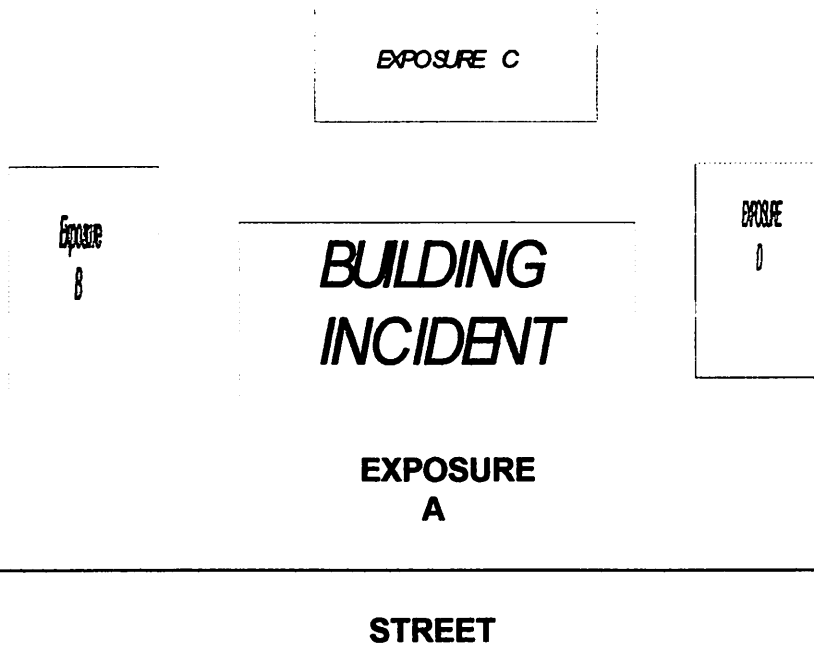 EXPOSURE C
Exposure
B
EXPOSURE
D
BUILDING
INCIDENT
EXPOSURE
A
STREET